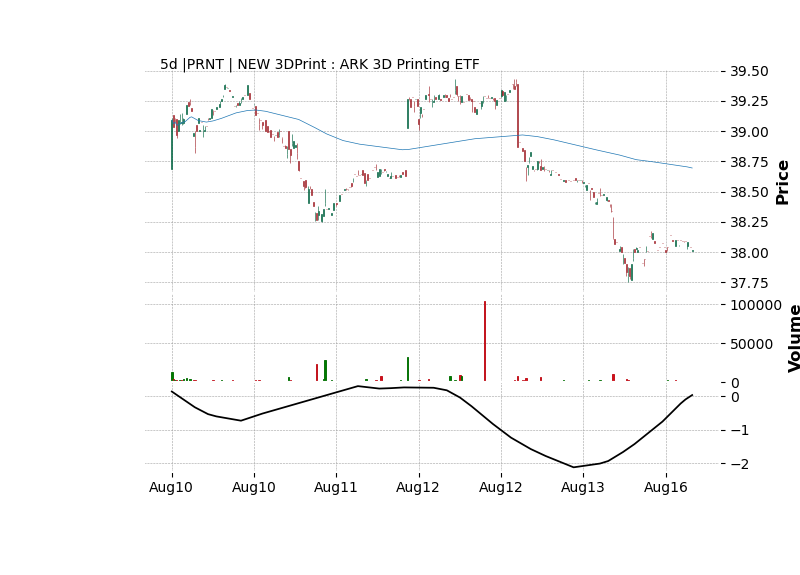 5d |PRNT | NEW 3DPrint : ARK 3D Printing ETF
39.50
39.25
39.00
38.75
38.50
38.25
38.00
37.75
Price
100000
50000
0
Volume
0
−1
−2
Aug10
Aug10
Aug11
Aug12
Aug12
Aug13
Aug16